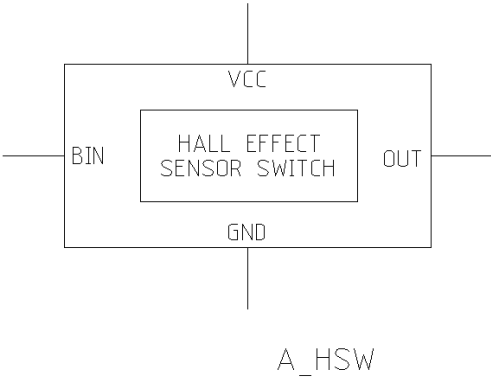 VCC
HALL EFFECT
SENSOR SWITCH
BIN
OUT
GND
A_HSW